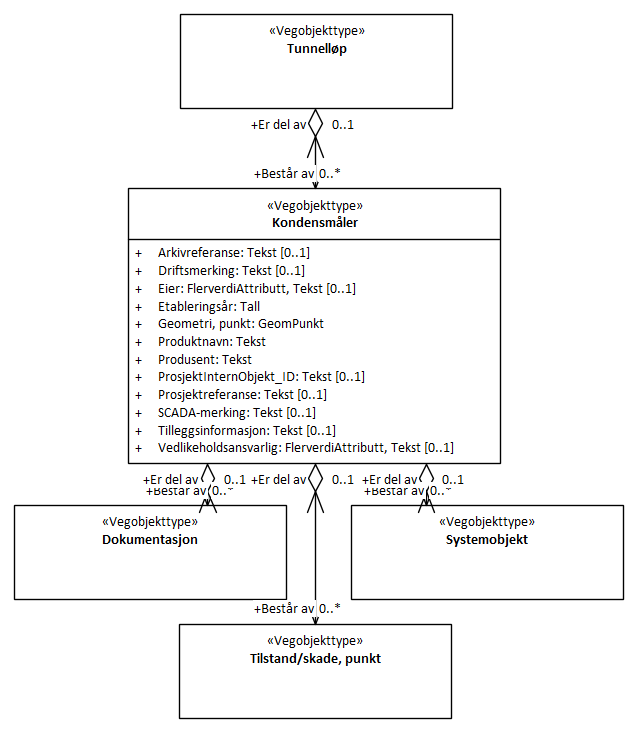 «Vegobjekttype»
Tunnelløp
+Er del av 0..1
+Består av 0..*
«Vegobjekttype»
Kondensmåler
+ Arkivreferanse: Tekst [0..1]
+ Driftsmerking: Tekst [0..1]
+ Eier: FlerverdiAttributt, Tekst [0..1]
+ Etableringsår: Tall
+ Geometri, punkt: GeomPunkt
+ Produktnavn: Tekst
+ Produsent: Tekst
+ ProsjektInternObjekt_ID: Tekst [0..1]
+ Prosjektreferanse: Tekst [0..1]
+ SCADA-merking: Tekst [0..1]
+ Tilleggsinformasjon: Tekst [0..1]
+ Vedlikeholdsansvarlig: FlerverdiAttributt, Tekst [0..1]
+Er del av 0..1 +Er del av 0..1 +Er del av 0..1
+Består av 0..* +Består av 0..*
«Vegobjekttype»
Dokumentasjon
«Vegobjekttype»
Systemobjekt
+Består av 0..*
«Vegobjekttype»
Tilstand/skade, punkt